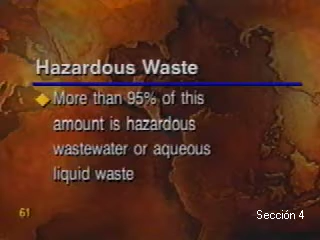 Hazardous Waste
More than 95% of this
amount is hazardous
wastewater or aqueous
liquid waste
61
Sección 4